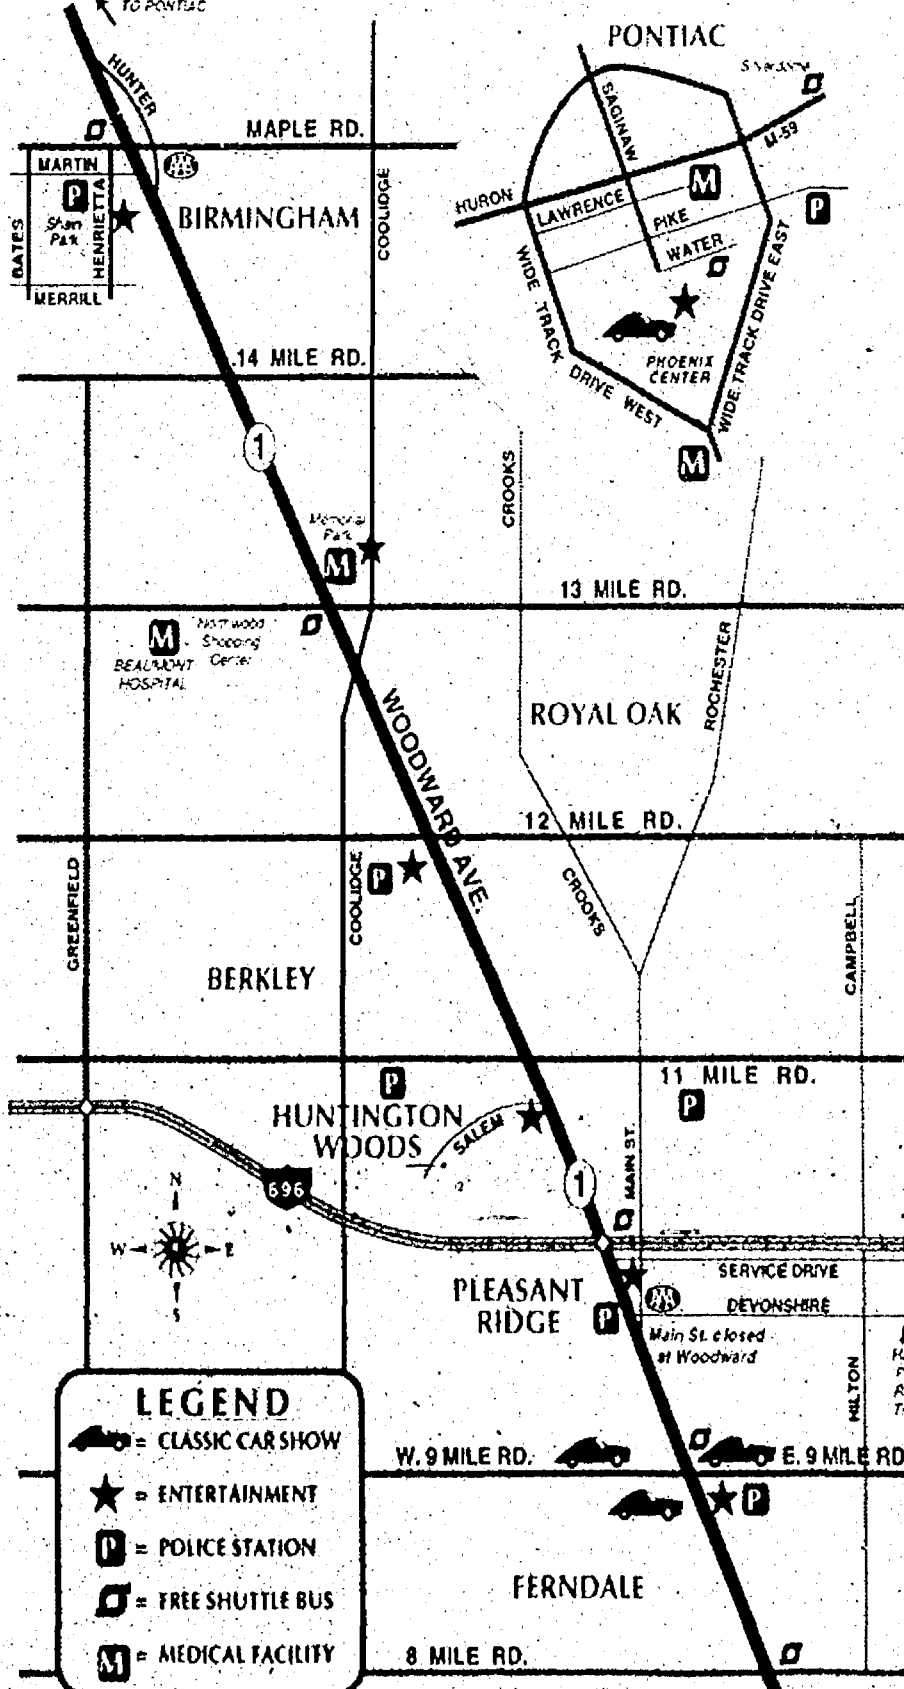 TO PONTIAC
HUNTER
MAPLE RD.
MARTIN
P
Shain
Park
BATES
HENRIETTA
MERRILL
BIRMINGHAM
COOLIDGE
14 MILE RD.
1
PONTIAC
Silverdome
SAGINAW
M-59
HURON
LAWRENCE
M
PIKE
P
WATER
WIDE TRACK DRIVE WEST
WIDE TRACK DRIVE EAST
PHOENIX
CENTER
M
CROOKS
Memorial
Park
M
13 MILE RD.
M
BEAUMONT
HOSPITAL
Northwood
Shopping
Center
ROCHESTER
ROYAL OAK
WOODWARD AVE.
12 MILE RD.
GREENFIELD
COOLIDGE
P
CROOKS
CAMPBELL
BERKLEY
11 MILE RD.
P
P
HUNTINGTON
WOODS
SALEM
MAIN ST.
696
1
N
W E
S
PLEASANT
RIDGE
P
SERVICE DRIVE
DEVONSHIRE
Main St. closed
at Woodward
HILTON
LEGEND
= CLASSIC CAR SHOW
= ENTERTAINMENT
P = POLICE STATION
= FREE SHUTTLE BUS
M = MEDICAL FACILITY
W. 9 MILE RD.
E. 9 MILE RD
P
FERNDALE
8 MILE RD.